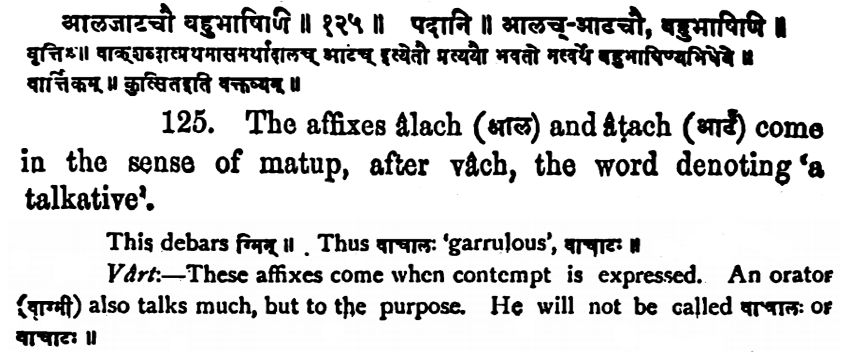 आलजाटचौ बहुभाषिणि ॥ १२५ ॥ पदानि ॥ आलच्-आटचौ, बहुभाषिणि ॥
वृत्तिः॥ वाक्शब्दात्प्रथमासमर्थादालच् आटच् इत्येतौ प्रत्ययौ भवतो मत्वर्थे बहुभाषिण्यभिधेये ॥
वार्त्तिकम् ॥ कुत्सितइति वक्तव्यम् ॥
125. The affixes âlach (आल) and âṭach (आटँ) come
in the sense of matup, after vâch, the word denoting 'a
talkative'.
This debars ग्मिन् ॥ . Thus वाचालः 'garrulous', वाचाटः ॥
Vârt:—These affixes come when contempt is expressed. An orator
(वाग्मी) also talks much, but to the purpose. He will not be called वाचालः or
वाचाटः ॥